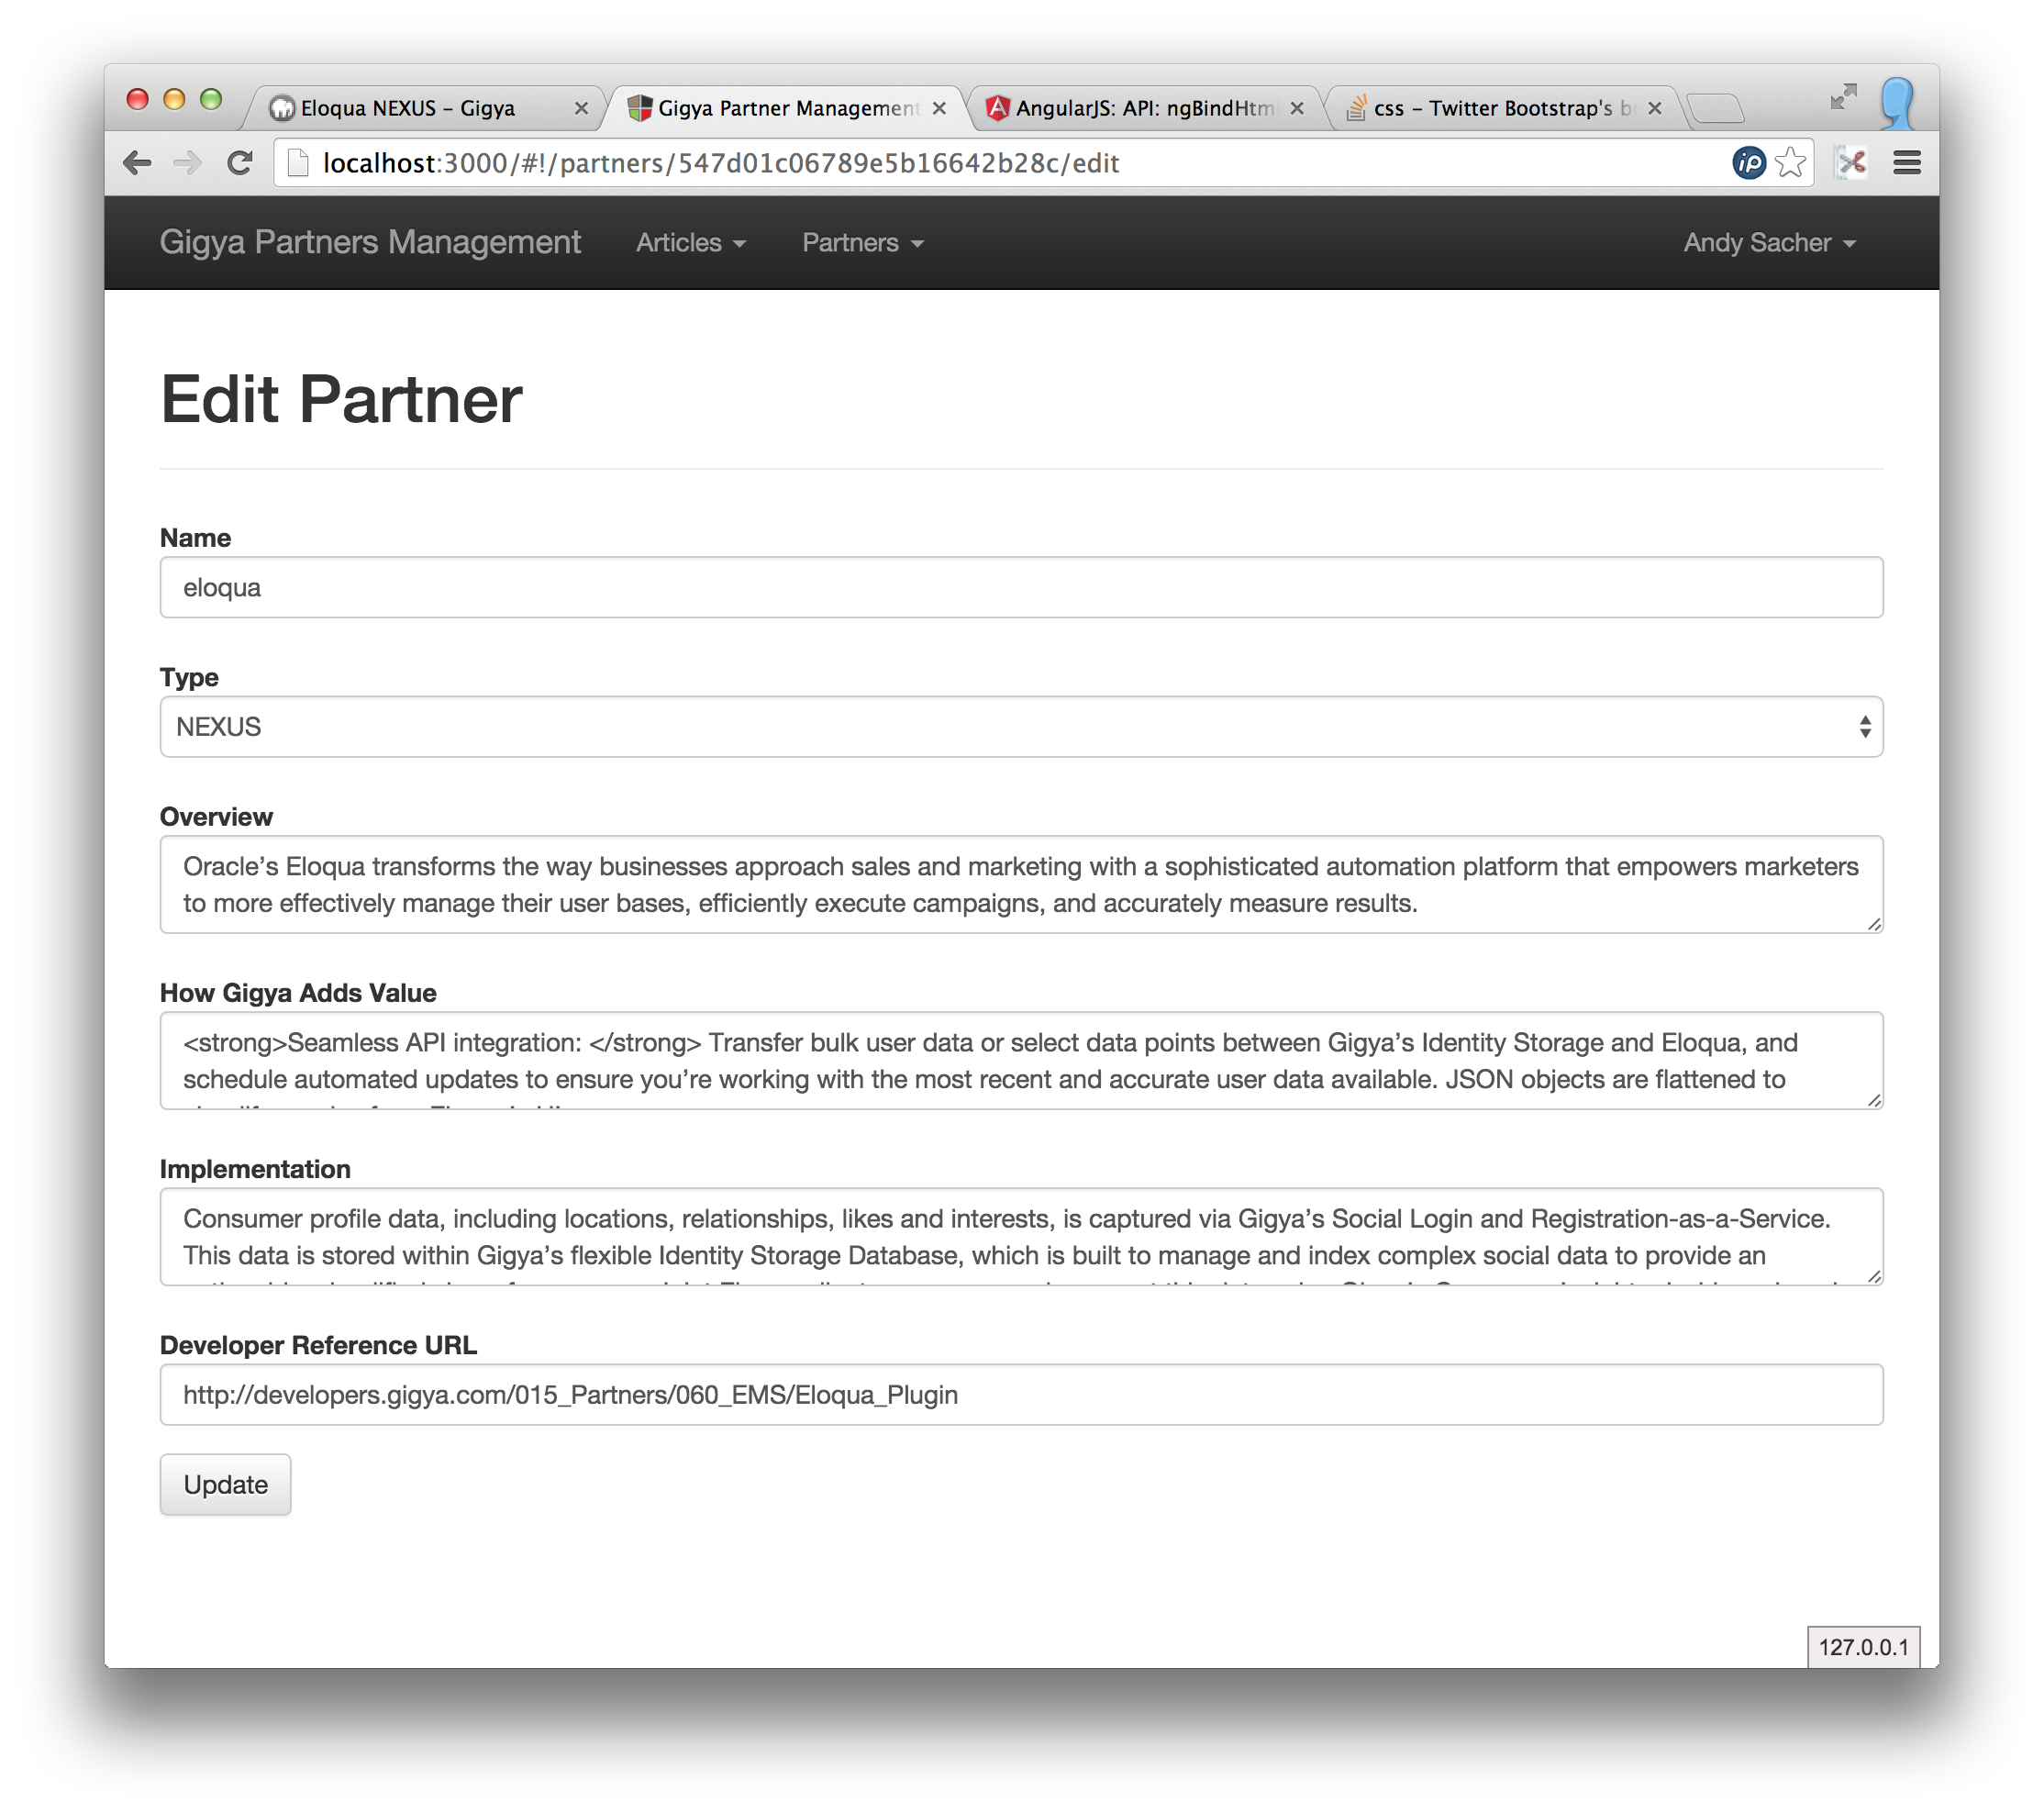 Eloqua NEXUS – Gigya
Gigya Partner Management
AngularJS: API: ngBindHtml
css – Twitter Bootstrap's b
localhost:3000/#!/partners/547d01c06789e5b16642b28c/edit
ip
Gigya Partners Management
Articles
Partners
Andy Sacher
Edit Partner
Name
eloqua
Type
NEXUS
Overview
Oracle’s Eloqua transforms the way businesses approach sales and marketing with a sophisticated automation platform that empowers marketers
to more effectively manage their user bases, efficiently execute campaigns, and accurately measure results.
How Gigya Adds Value
<strong>Seamless API integration: </strong> Transfer bulk user data or select data points between Gigya’s Identity Storage and Eloqua, and
schedule automated updates to ensure you’re working with the most recent and accurate user data available. JSON objects are flattened to
Implementation
Consumer profile data, including locations, relationships, likes and interests, is captured via Gigya’s Social Login and Registration-as-a-Service.
This data is stored within Gigya’s flexible Identity Storage Database, which is built to manage and index complex social data to provide an
Developer Reference URL
http://developers.gigya.com/015_Partners/060_EMS/Eloqua_Plugin
Update
127.0.0.1